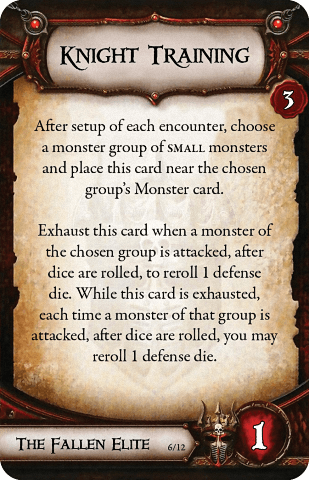 Knight Training
3
After setup of each encounter, choose
a monster group of small monsters
and place this card near the chosen
group's Monster card.
Exhaust this card when a monster of
the chosen group is attacked, after
dice are rolled, to reroll 1 defense
die. While this card is exhausted,
each time a monster of that group is
attacked, after dice are rolled, you may
reroll 1 defense die.
The Fallen Elite 6/12
1